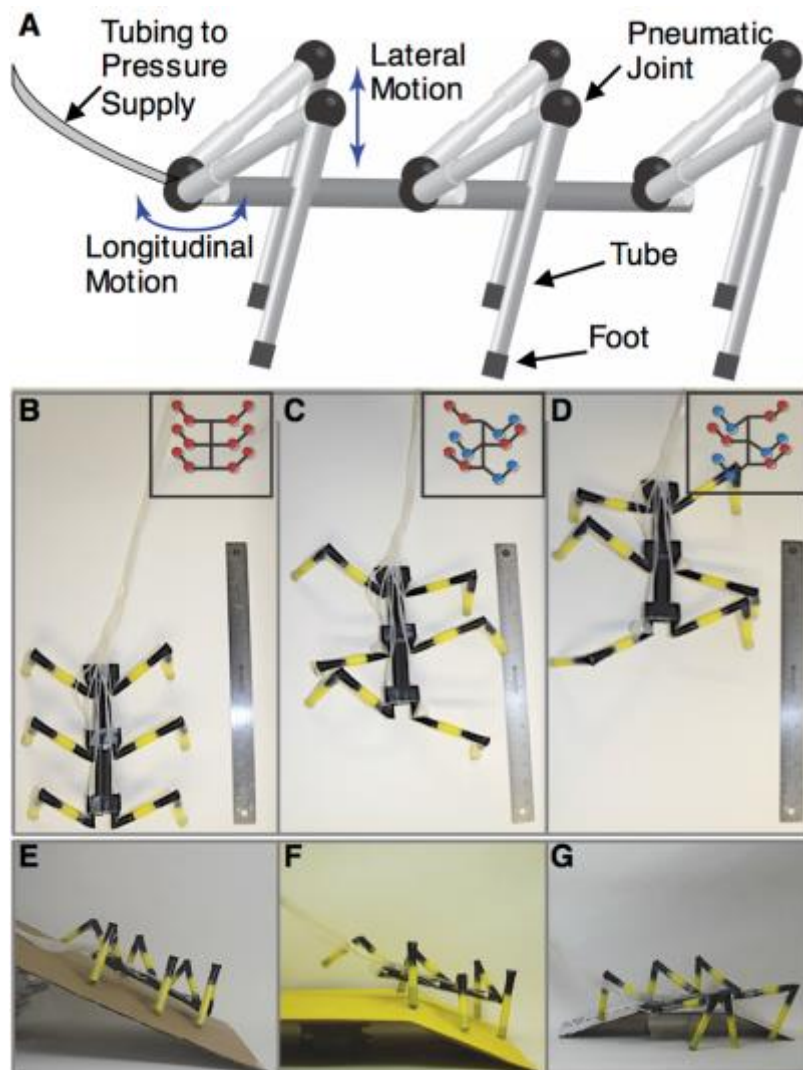 A
Tubing to
Pressure
Supply
Lateral
Motion
Pneumatic
Joint
Longitudinal
Motion
Tube
Foot
B
C
D
E
F
G